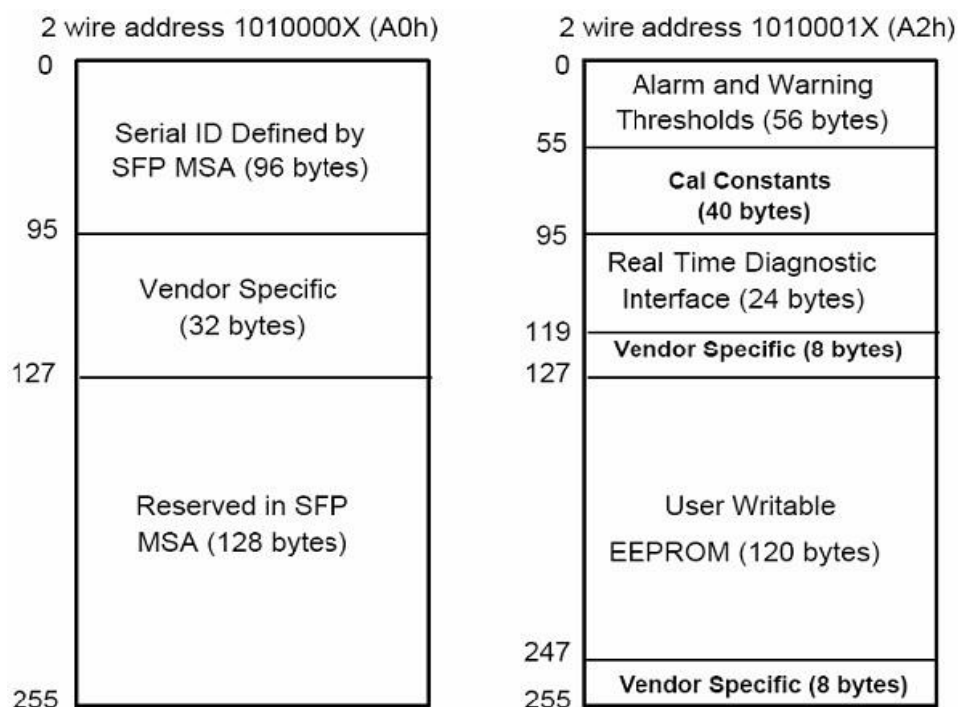 2 wire address 1010000X (A0h)
0
Serial ID Defined by
SFP MSA (96 bytes)
95
Vendor Specific
(32 bytes)
127
Reserved in SFP
MSA (128 bytes)
255
2 wire address 1010001X (A2h)
0
Alarm and Warning
Thresholds (56 bytes)
55
Cal Constants
(40 bytes)
95
Real Time Diagnostic
Interface (24 bytes)
119
Vendor Specific (8 bytes)
127
User Writable
EEPROM (120 bytes)
247
Vendor Specific (8 bytes)
255